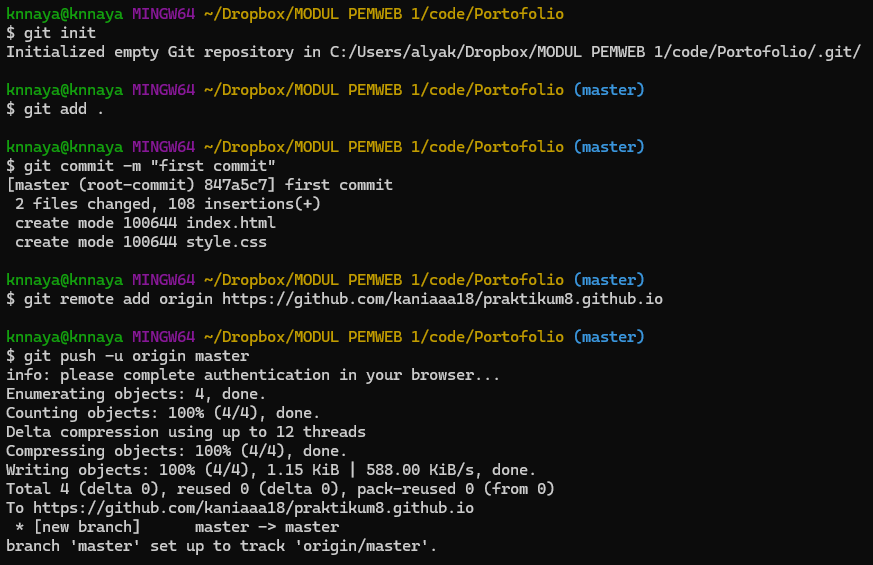 knnaya@knnaya MINGW64 ~/Dropbox/MODUL PEMWEB 1/code/Portofolio
$ git init
Initialized empty Git repository in C:/Users/alyak/Dropbox/MODUL PEMWEB 1/code/Portofolio/.git/
knnaya@knnaya MINGW64 ~/Dropbox/MODUL PEMWEB 1/code/Portofolio (master)
$ git add .
knnaya@knnaya MINGW64 ~/Dropbox/MODUL PEMWEB 1/code/Portofolio (master)
$ git commit -m "first commit"
[master (root-commit) 847a5c7] first commit
 2 files changed, 108 insertions(+)
 create mode 100644 index.html
 create mode 100644 style.css
knnaya@knnaya MINGW64 ~/Dropbox/MODUL PEMWEB 1/code/Portofolio (master)
$ git remote add origin https://github.com/kaniaaa18/praktikum8.github.io
knnaya@knnaya MINGW64 ~/Dropbox/MODUL PEMWEB 1/code/Portofolio (master)
$ git push -u origin master
info: please complete authentication in your browser...
Enumerating objects: 4, done.
Counting objects: 100% (4/4), done.
Delta compression using up to 12 threads
Compressing objects: 100% (4/4), done.
Writing objects: 100% (4/4), 1.15 KiB | 588.00 KiB/s, done.
Total 4 (delta 0), reused 0 (delta 0), pack-reused 0 (from 0)
To https://github.com/kaniaaa18/praktikum8.github.io
 * [new branch]      master -> master
branch 'master' set up to track 'origin/master'.